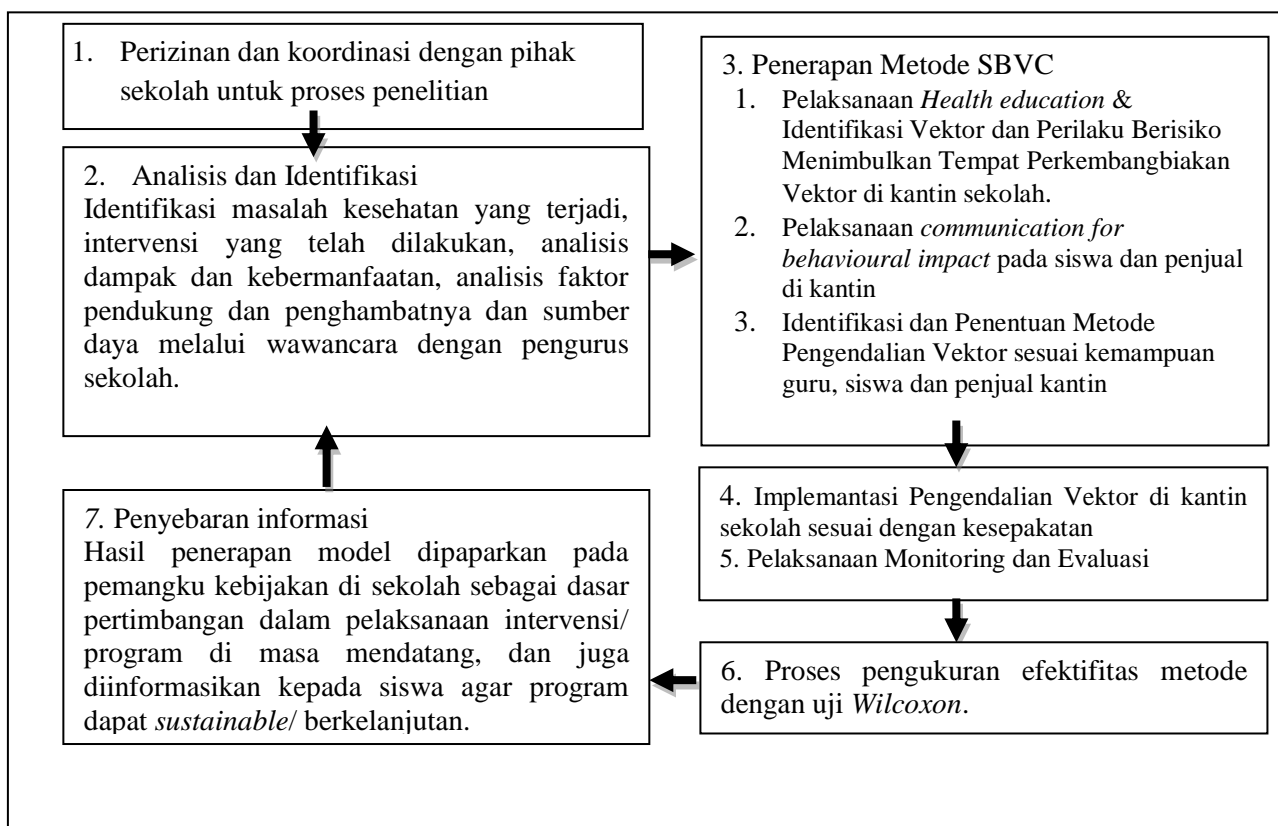 1. Perizinan dan koordinasi dengan pihak
sekolah untuk proses penelitian
2. Analisis dan Identifikasi
Identifikasi masalah kesehatan yang terjadi,
intervensi yang telah dilakukan, analisis
dampak dan kebermanfaatan, analisis faktor
pendukung dan penghambatnya dan sumber
daya melalui wawancara dengan pengurus
sekolah.
3. Penerapan Metode SBVC
1. Pelaksanaan Health education &
Identifikasi Vektor dan Perilaku Berisiko
Menimbulkan Tempat Perkembangbiakan
Vektor di kantin sekolah.
2. Pelaksanaan communication for
behavioural impact pada siswa dan penjual
di kantin
3. Identifikasi dan Penentuan Metode
Pengendalian Vektor sesuai kemampuan
guru, siswa dan penjual kantin
4. Implemantasi Pengendalian Vektor di kantin
sekolah sesuai dengan kesepakatan
5. Pelaksanaan Monitoring dan Evaluasi
6. Proses pengukuran efektifitas metode
dengan uji Wilcoxon.
7. Penyebaran informasi
Hasil penerapan model dipaparkan pada
pemangku kebijakan di sekolah sebagai dasar
pertimbangan dalam pelaksanaan intervensi/
program di masa mendatang, dan juga
diinformasikan kepada siswa agar program
dapat sustainable/ berkelanjutan.